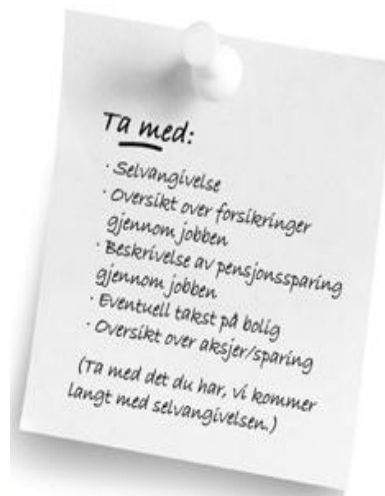 Ta med:
· Selvangivelse
· Oversikt over forsikringer
gjennom jobben
· Beskrivelse av pensjonssparing
gjennom jobben
· Eventuell takst på bolig
· Oversikt over aksjer/sparing
(Ta med det du har, vi kommer
langt med selvangivelsen.)